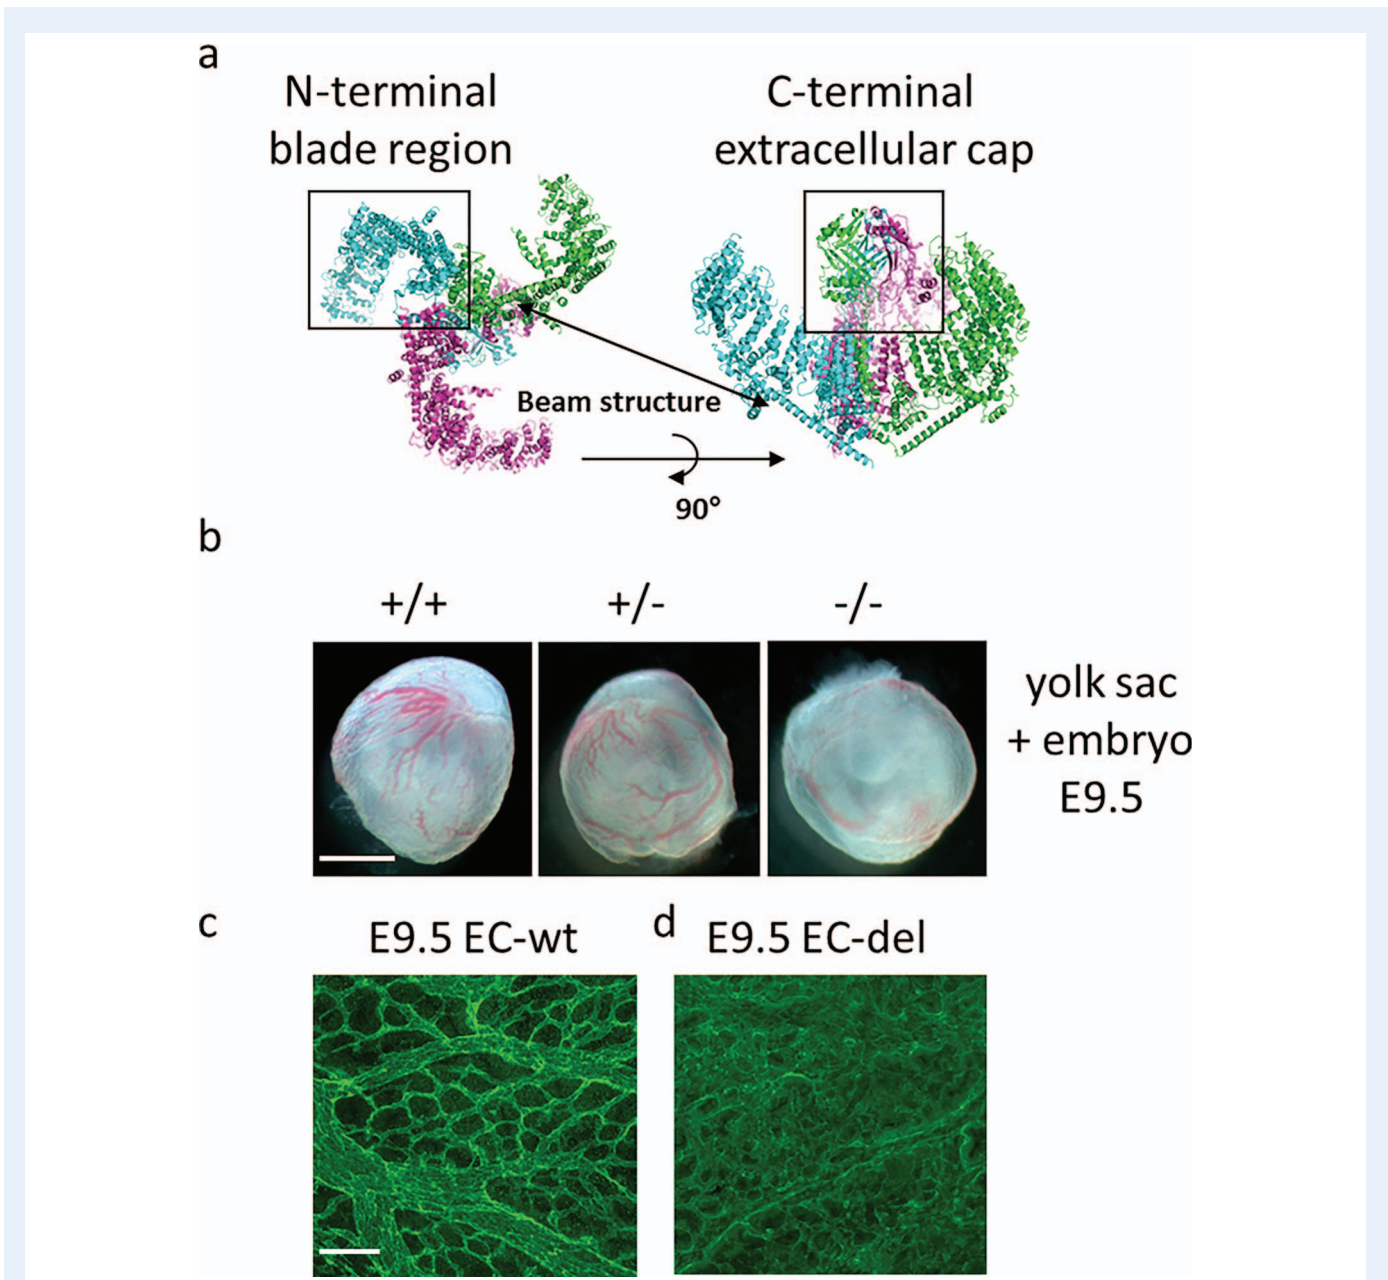 a
N-terminal
blade region
C-terminal
extracellular cap
Beam structure
90°
b
+/+
+/-
-/-
yolk sac
+ embryo
E9.5
c
E9.5 EC-wt
d
E9.5 EC-del